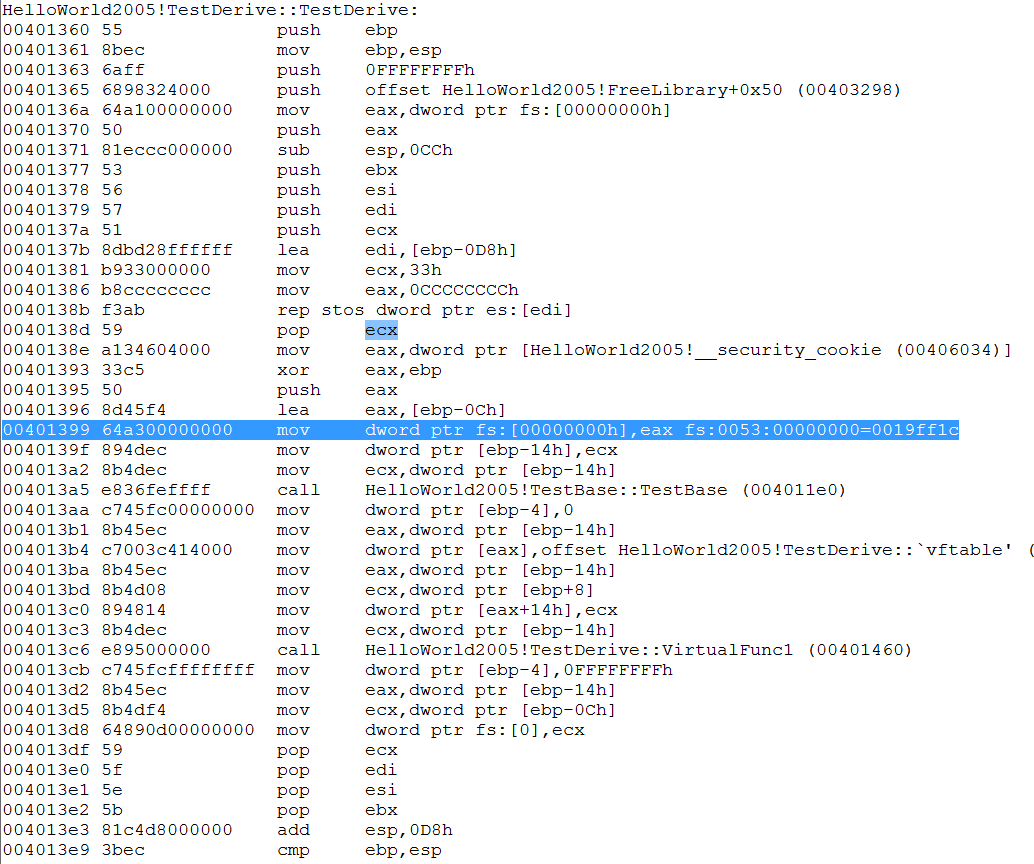 HelloWorld2005!TestDerive::TestDerive:
00401360 55              push    ebp
00401361 8bec            mov     ebp,esp
00401363 6aff            push    0FFFFFFFFh
00401365 6898324000      push    offset HelloWorld2005!FreeLibrary+0x50 (00403298)
0040136a 64a100000000    mov     eax,dword ptr fs:[00000000h]
00401370 50              push    eax
00401371 81eccc000000    sub     esp,0CCh
00401377 53              push    ebx
00401378 56              push    esi
00401379 57              push    edi
0040137a 51              push    ecx
0040137b 8dbd28ffffff    lea     edi,[ebp-0D8h]
00401381 b933000000      mov     ecx,33h
00401386 b8cccccccc      mov     eax,0CCCCCCCCh
0040138b f3ab            rep stos dword ptr es:[edi]
0040138d 59              pop     ecx
0040138e a134604000      mov     eax,dword ptr [HelloWorld2005!__security_cookie (00406034)]
00401393 33c5            xor     eax,ebp
00401395 50              push    eax
00401396 8d45f4          lea     eax,[ebp-0Ch]
00401399 64a300000000    mov     dword ptr fs:[00000000h],eax fs:0053:00000000=0019ff1c
0040139f 894dec          mov     dword ptr [ebp-14h],ecx
004013a2 8b4dec          mov     ecx,dword ptr [ebp-14h]
004013a5 e836feffff      call    HelloWorld2005!TestBase::TestBase (004011e0)
004013aa c745fc00000000  mov     dword ptr [ebp-4],0
004013b1 8b45ec          mov     eax,dword ptr [ebp-14h]
004013b4 c7003c414000    mov     dword ptr [eax],offset HelloWorld2005!TestDerive::`vftable' (
004013ba 8b45ec          mov     eax,dword ptr [ebp-14h]
004013bd 8b4d08          mov     ecx,dword ptr [ebp+8]
004013c0 894814          mov     dword ptr [eax+14h],ecx
004013c3 8b4dec          mov     ecx,dword ptr [ebp-14h]
004013c6 e895000000      call    HelloWorld2005!TestDerive::VirtualFunc1 (00401460)
004013cb c745fcffffffff  mov     dword ptr [ebp-4],0FFFFFFFFh
004013d2 8b45ec          mov     eax,dword ptr [ebp-14h]
004013d5 8b4df4          mov     ecx,dword ptr [ebp-0Ch]
004013d8 64890d00000000  mov     dword ptr fs:[0],ecx
004013df 59              pop     ecx
004013e0 5f              pop     edi
004013e1 5e              pop     esi
004013e2 5b              pop     ebx
004013e3 81c4d8000000    add     esp,0D8h
004013e9 3bec            cmp     ebp,esp